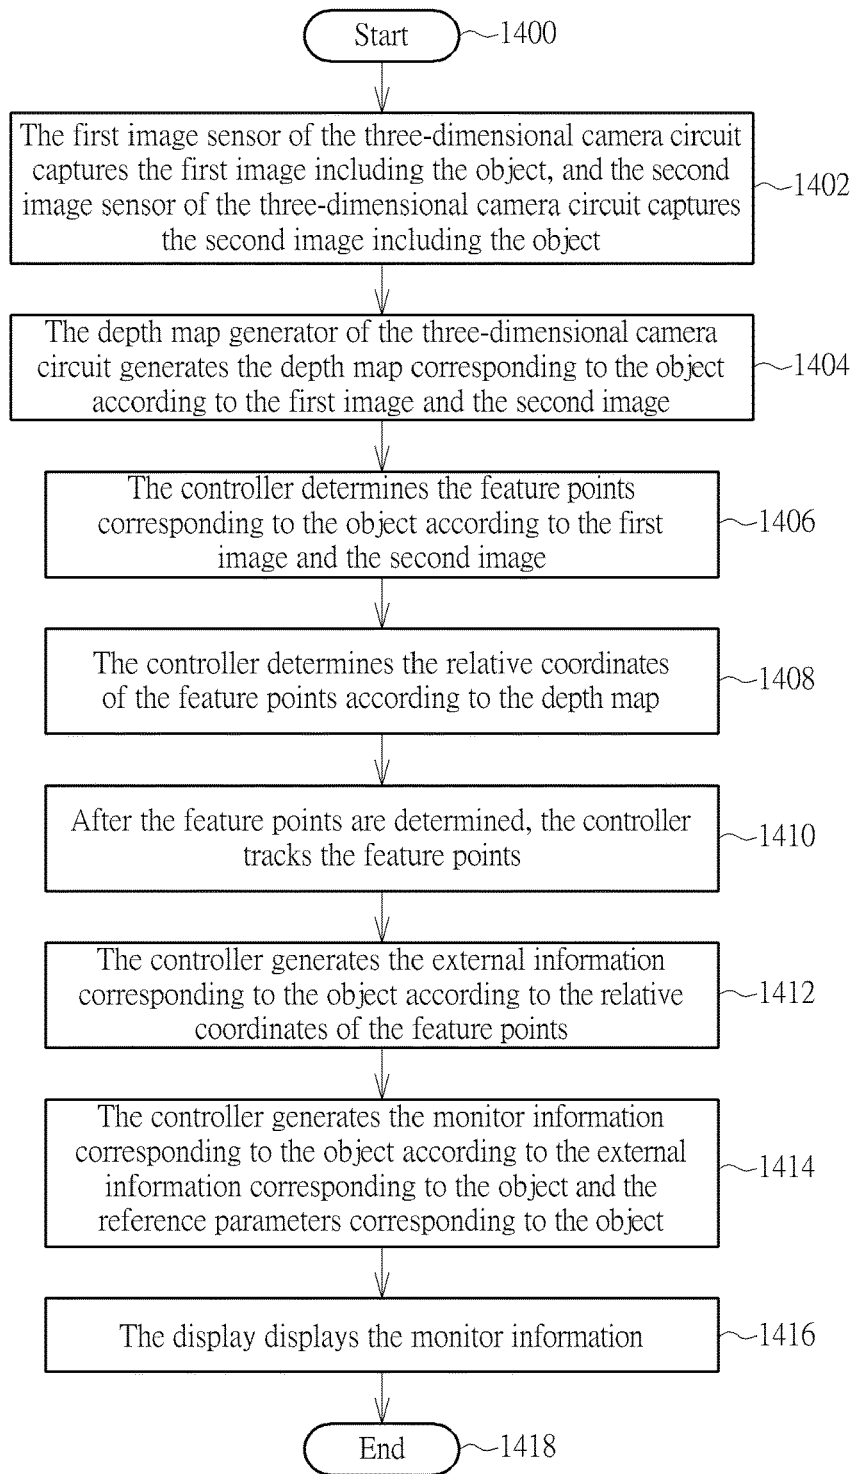 Start
1400
The first image sensor of the three-dimensional camera circuit
captures the first image including the object, and the second
image sensor of the three-dimensional camera circuit captures
the second image including the object
1402
The depth map generator of the three-dimensional camera
circuit generates the depth map corresponding to the object
according to the first image and the second image
1404
The controller determines the feature points
corresponding to the object according to the first
image and the second image
1406
The controller determines the relative coordinates
of the feature points according to the depth map
1408
After the feature points are determined, the controller
tracks the feature points
1410
The controller generates the external information
corresponding to the object according to the relative
coordinates of the feature points
1412
The controller generates the monitor information
corresponding to the object according to the external
information corresponding to the object and the
reference parameters corresponding to the object
1414
The display displays the monitor information
1416
End
1418